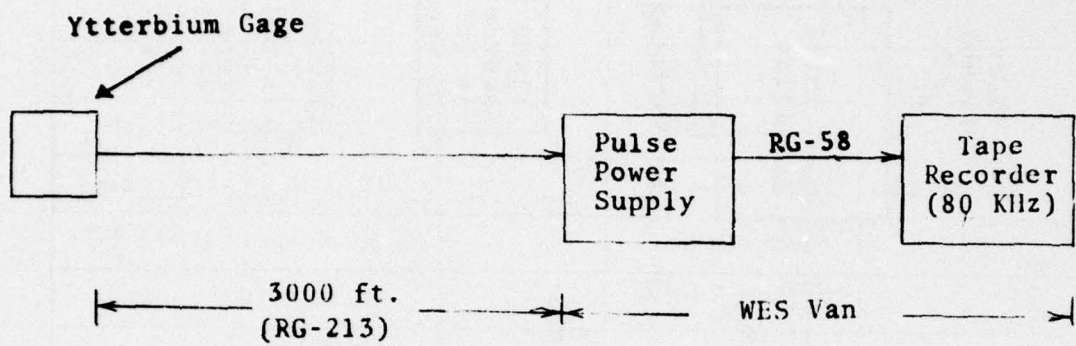 Ytterbium Gage
Pulse
Power
Supply
RG-58
Tape
Recorder
(80 KHz)
3000 ft.
(RG-213)
WES Van